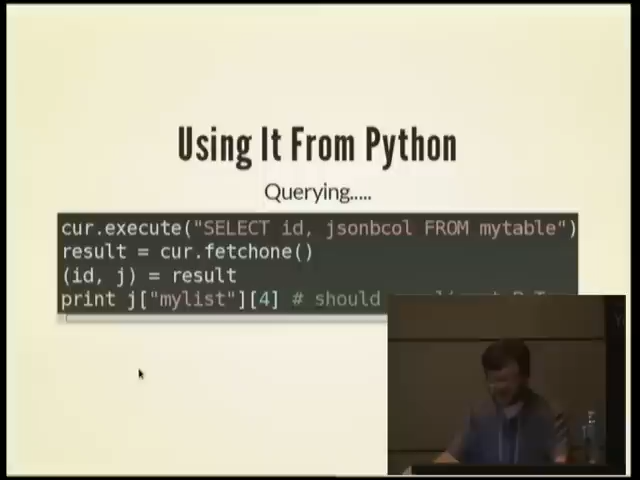 Using It From Python
Querying.....
cur.execute("SELECT id, jsonbcol FROM mytable")
result = cur.fetchone()
(id, j) = result
print j["mylist"][4] # should